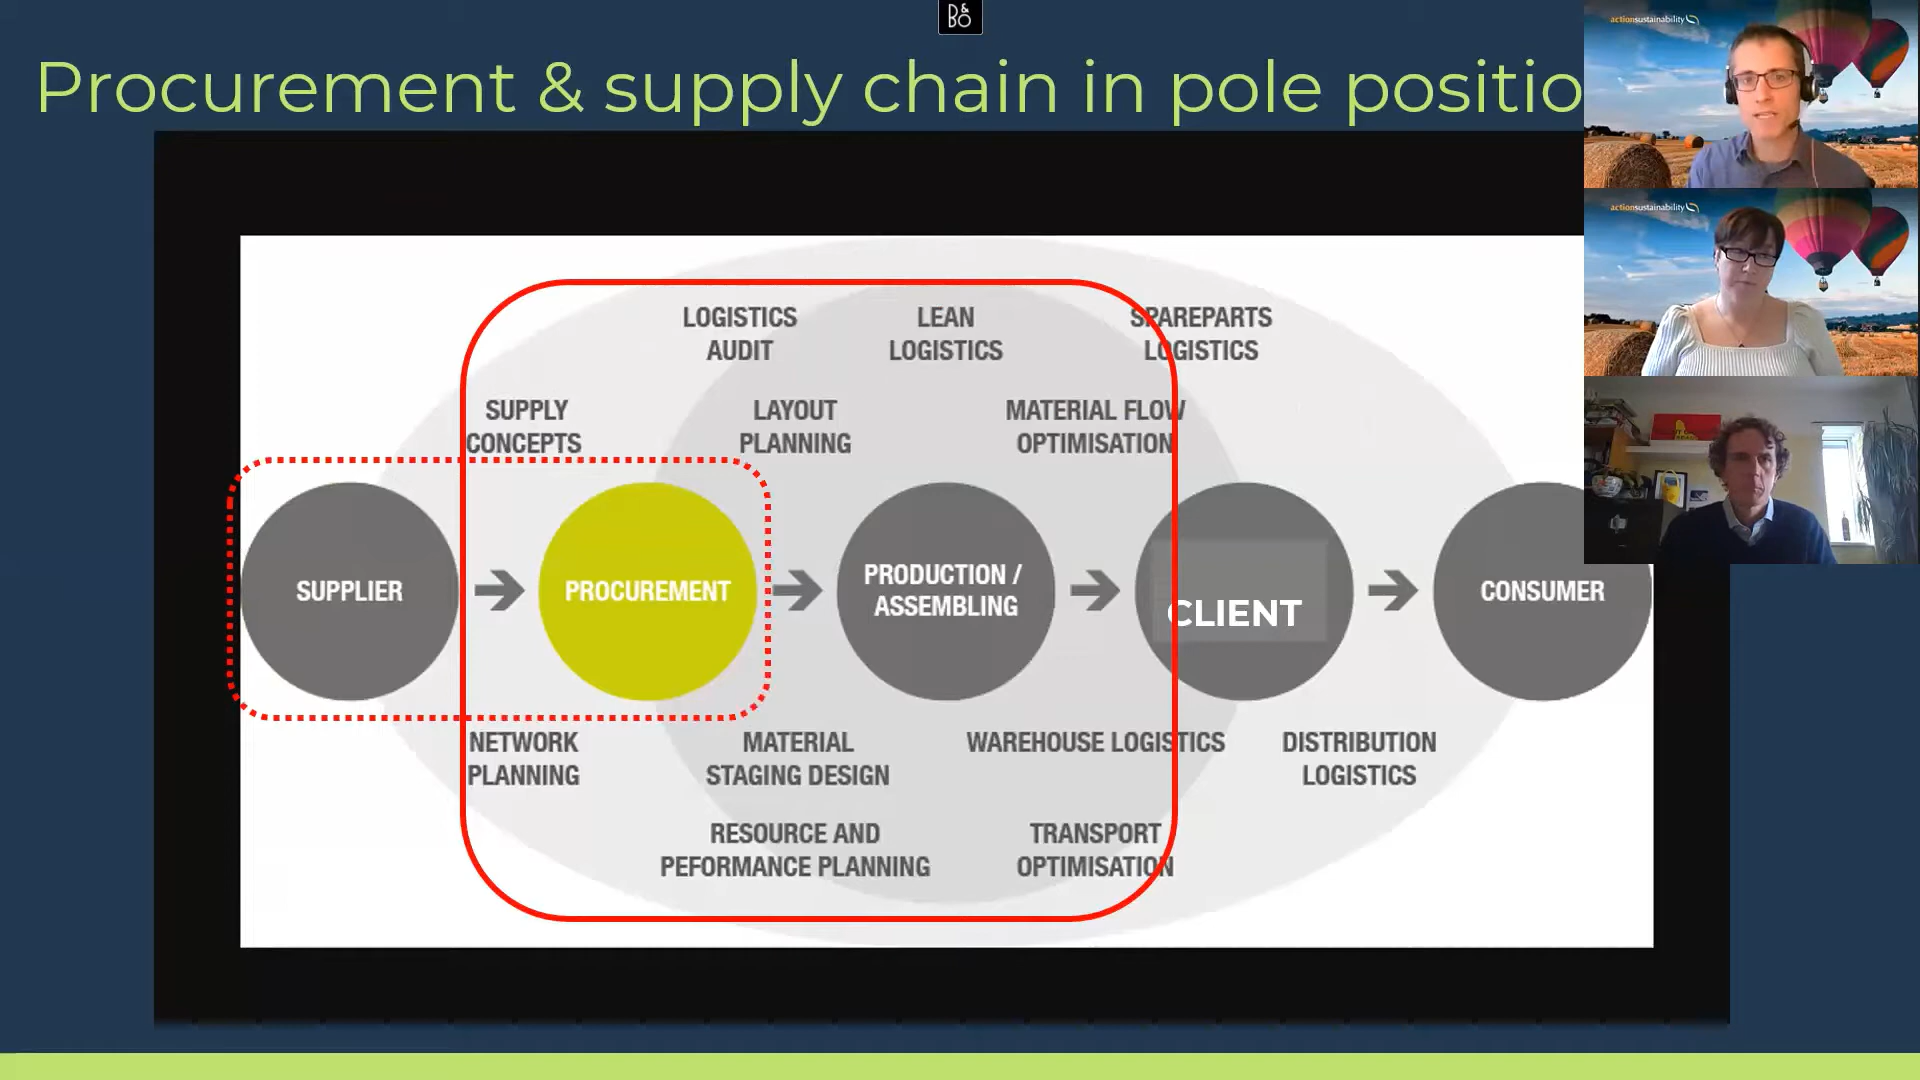 B&O
Procurement & supply chain in pole positio
actionsustainability
actionsustainability
LOGISTICS
AUDIT
LEAN
LOGISTICS
SPAREPARTS
LOGISTICS
SUPPLY
CONCEPTS
LAYOUT
PLANNING
MATERIAL FLOW
OPTIMISATION
SUPPLIER
PROCUREMENT
PRODUCTION /
ASSEMBLING
CLIENT
CONSUMER
NETWORK
PLANNING
MATERIAL
STAGING DESIGN
WAREHOUSE LOGISTICS
DISTRIBUTION
LOGISTICS
RESOURCE AND
PEFORMANCE PLANNING
TRANSPORT
OPTIMISATION